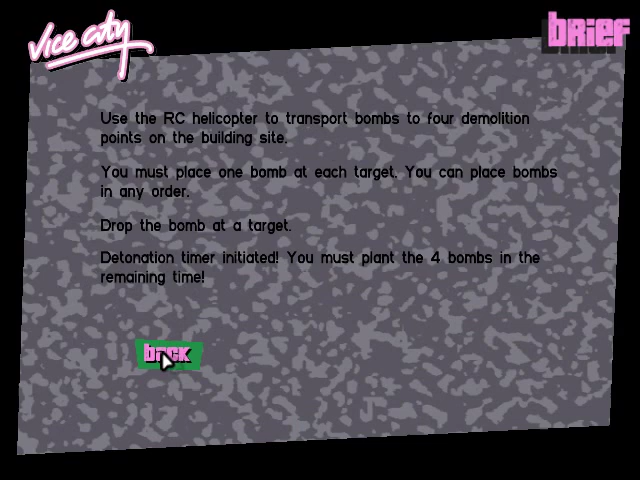 vice city
brief
Use the RC helicopter to transport bombs to four demolition
points on the building site.
You must place one bomb at each target. You can place bombs
in any order.
Drop the bomb at a target.
Detonation timer initiated! You must plant the 4 bombs in the
remaining time!
back